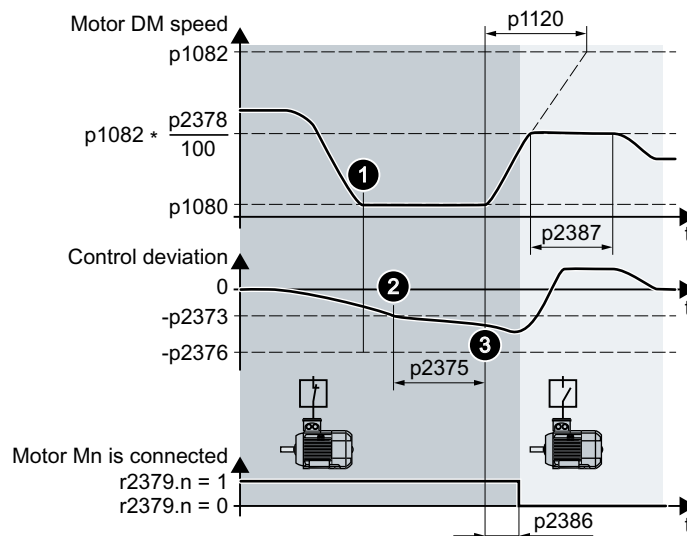 Motor DM speed
p1120
p1082
p1082 * p2378
100
1
p1080
t
p2387
Control deviation
0
2
-p2373
3
-p2376
t
p2375
Motor Mn is connected
r2379.n = 1
r2379.n = 0
t
p2386